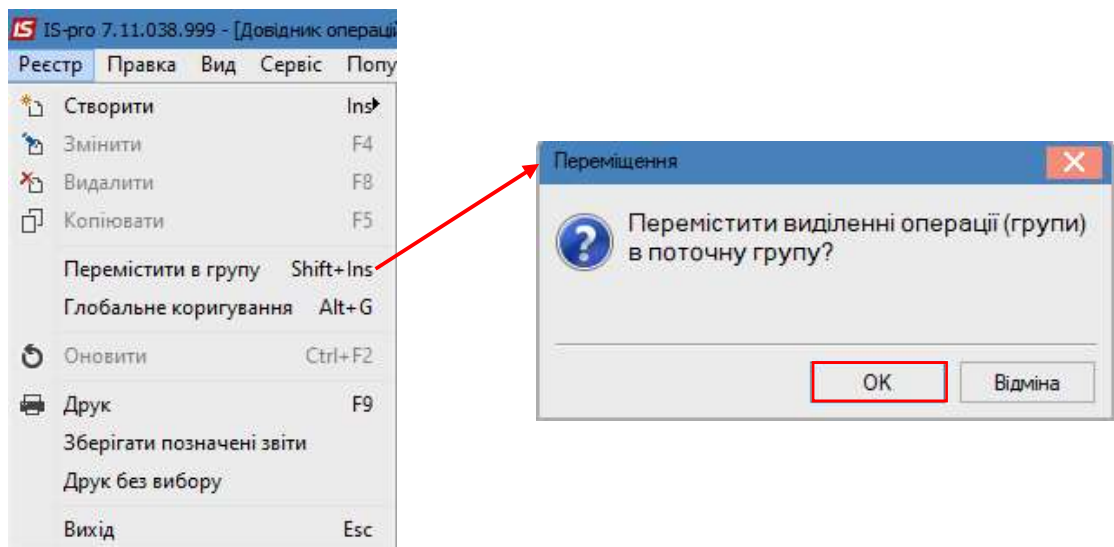 IS IS-pro 7.11.038.999 - [Довідник операцій
Реєстр Правка Вид Сервіс Попу
Створити Ins
Змінити F4
Видалити F8
Копіювати F5
Перемістити в групу Shift+Ins
Глобальне коригування Alt+G
Оновити Ctrl+F2
Друк F9
Зберігати позначені звіти
Друк без вибору
Вихід Esc
Переміщення
Перемістити виділенні операції (групи)
в поточну групу?
OK Відміна